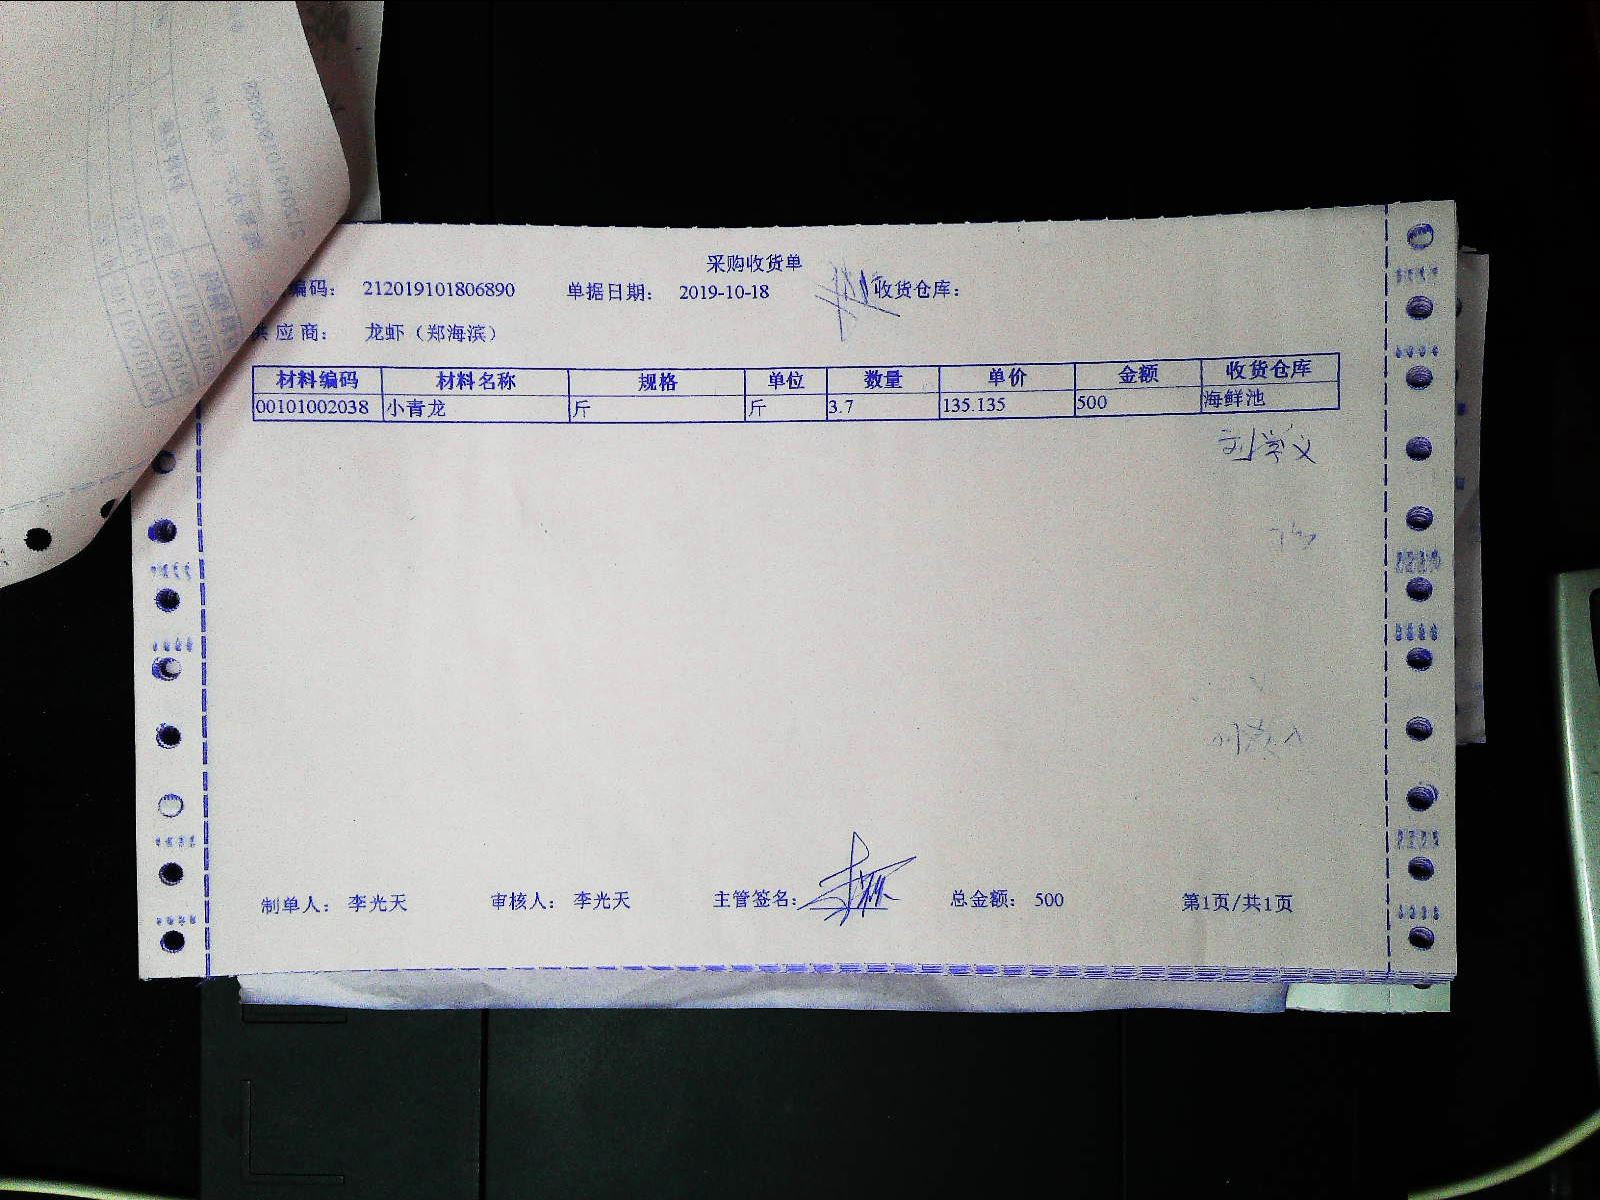 采购收货单
编码： 212019101806890 单据日期： 2019-10-18 收货仓库：
供应商： 龙虾（郑海滨）
材料编码 材料名称 规格 单位 数量 单价 金额 收货仓库
00101002038 小青龙 斤 斤 3.7 135.135 500 海鲜池
刘学义
制单人： 李光天 审核人： 李光天 主管签名： 总金额： 500 第1页/共1页